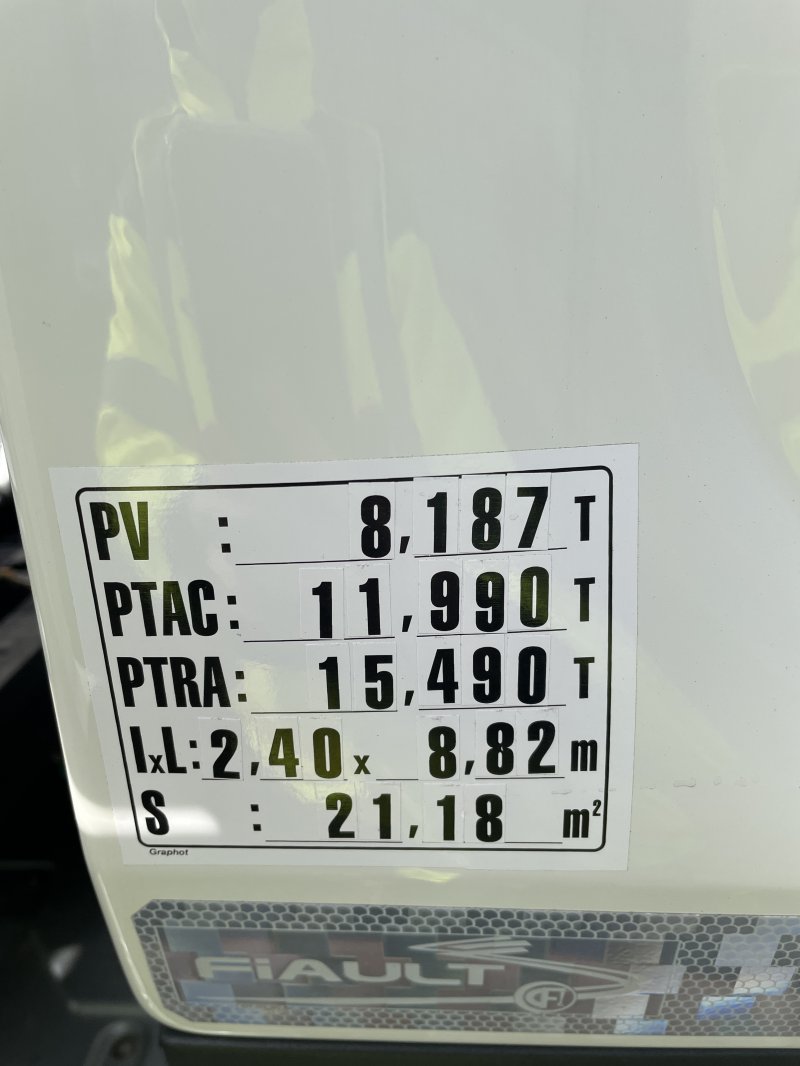 PV : 8,187 T
PTAC: 11,990 T
PTRA: 15,490 T
lxL: 2,40 x 8,82 m
S : 21,18 m²
Graphot
FiAULT CFI